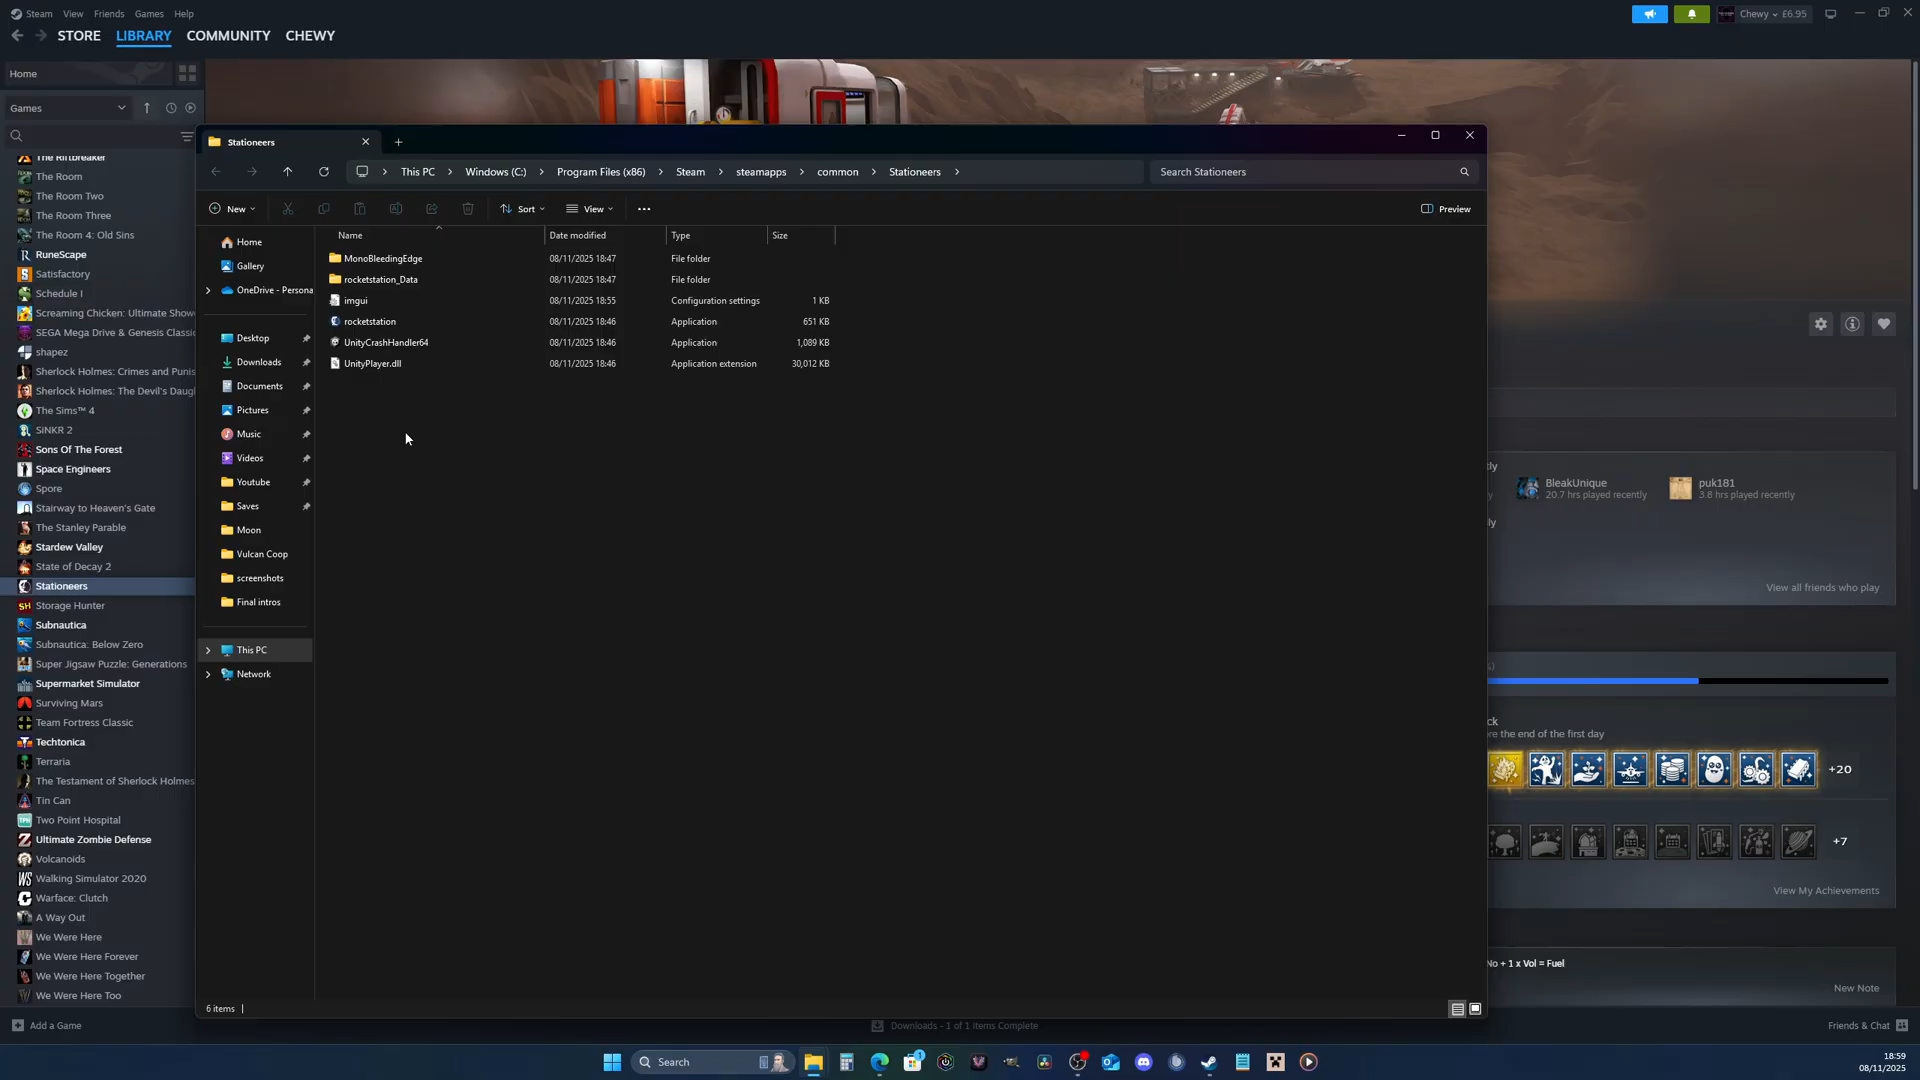 Steam View Friends Games Help
Chewy £6.95
STORE LIBRARY COMMUNITY CHEWY
Home
Games
The Riftbreaker
The Room
The Room Two
The Room Three
The Room 4: Old Sins
RuneScape
Satisfactory
Schedule I
Screaming Chicken: Ultimate Show
SEGA Mega Drive & Genesis Classic
shapez
Sherlock Holmes: Crimes and Punis
Sherlock Holmes: The Devil's Daugh
The Sims™ 4
SiNKR 2
Sons Of The Forest
Space Engineers
Spore
Stairway to Heaven's Gate
The Stanley Parable
Stardew Valley
State of Decay 2
Stationeers
Storage Hunter
Subnautica
Subnautica: Below Zero
Super Jigsaw Puzzle: Generations
Supermarket Simulator
Surviving Mars
Team Fortress Classic
Techtonica
Terraria
The Testament of Sherlock Holmes
Tin Can
Two Point Hospital
Ultimate Zombie Defense
Volcanoids
Walking Simulator 2020
Warface: Clutch
A Way Out
We Were Here
We Were Here Forever
We Were Here Together
We Were Here Too
Add a Game
Stationeers
This PC > Windows (C:) > Program Files (x86) > Steam > steamapps > common > Stationeers >
Search Stationeers
New Sort View Preview
Home
Gallery
OneDrive - Persona
Desktop
Downloads
Documents
Pictures
Music
Videos
Youtube
Saves
Moon
Vulcan Coop
screenshots
Final intros
This PC
Network
Name Date modified Type Size
MonoBleedingEdge 08/11/2025 18:47 File folder
rocketstation_Data 08/11/2025 18:47 File folder
imgui 08/11/2025 18:55 Configuration settings 1 KB
rocketstation 08/11/2025 18:46 Application 651 KB
UnityCrashHandler64 08/11/2025 18:46 Application 1,089 KB
UnityPlayer.dll 08/11/2025 18:46 Application extension 30,012 KB
6 items
BleakUnique
20.7 hrs played recently
puk181
3.8 hrs played recently
View all friends who play
re the end of the first day
+20
+7
View My Achievements
No + 1 x Vol = Fuel
New Note
Downloads - 1 of 1 Items Complete
Friends & Chat
Search
18:59
08/11/2025